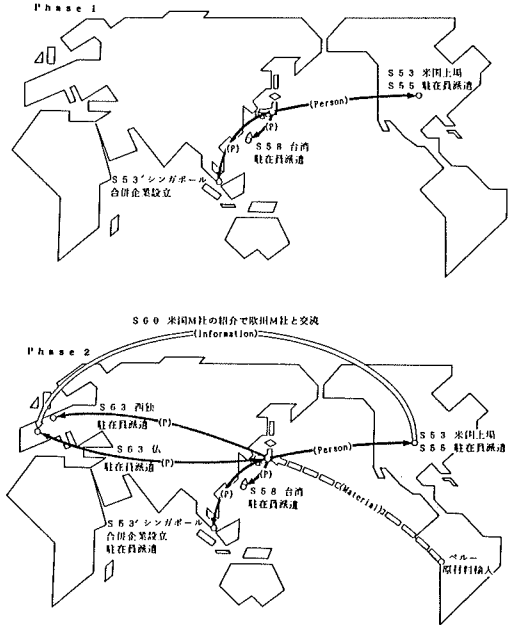 Phase 1
S53 米国上場
S55 駐在員派遣
(Person)
(P)
S58 台湾
駐在員派遣
(P)
S53'シンガポール
合併企業設立
S60 米国M社の紹介で欧州M社と交流
(Information)
Phase 2
S63 西独
駐在員派遣
(P)
S63 仏
駐在員派遣
(P)
(Person)
S53 米国上場
S55 駐在員派遣
(P)
S58 台湾
駐在員派遣
(P)
(Material)
S53'シンガポール
合併企業設立
駐在員派遣
ペルー
原材料輸入